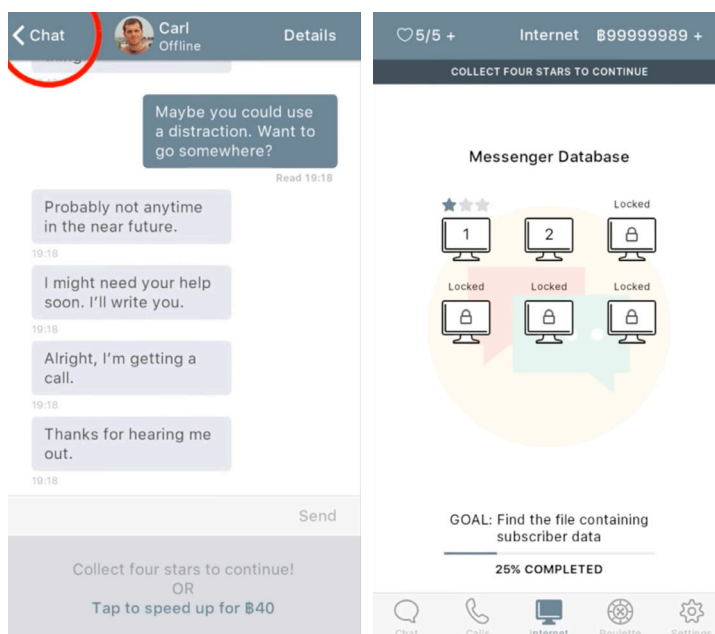 Chat
Carl
Offline
Details
Maybe you could use
a distraction. Want to
go somewhere?
Read 19:18
Probably not anytime
in the near future.
19:18
I might need your help
soon. I'll write you.
19:18
Alright, I'm getting a
call.
19:18
Thanks for hearing me
out.
19:18
Send
Collect four stars to continue!
OR
Tap to speed up for ฿40
5/5 +
Internet
฿99999989 +
COLLECT FOUR STARS TO CONTINUE
Messenger Database
Locked
1
2
Locked
Locked
Locked
GOAL: Find the file containing
subscriber data
25% COMPLETED
Chat
Calls
Internet
Roulette
Settings